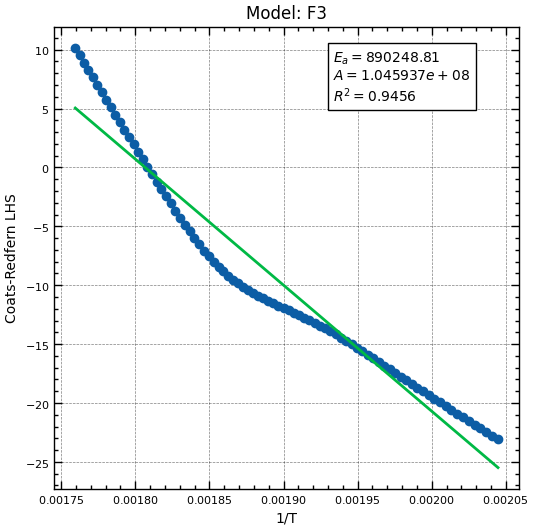 Model: F3
E_a = 890248.81
A = 1.045937e + 08
R^2 = 0.9456
Coats-Redfern LHS
10
5
0
−5
−10
−15
−20
−25
0.00175 0.00180 0.00185 0.00190 0.00195 0.00200 0.00205
1/T